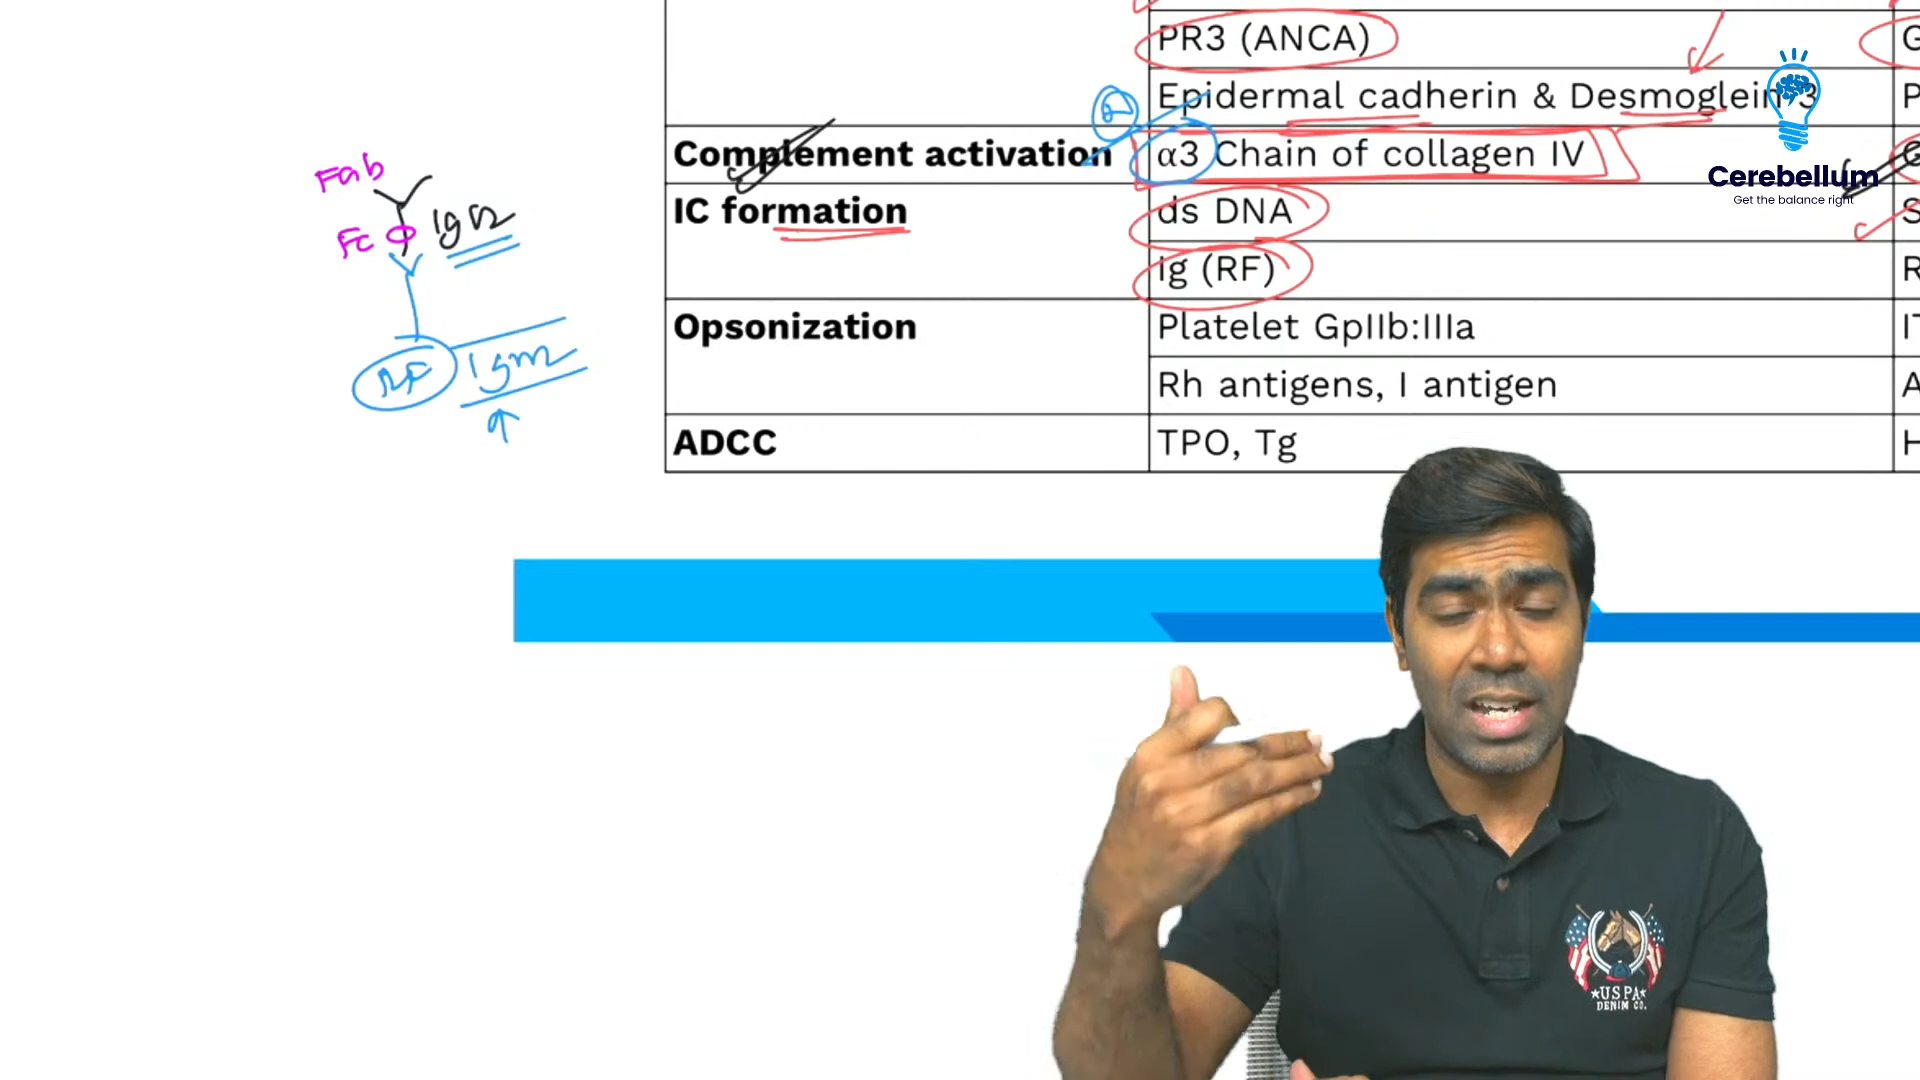 PR3 (ANCA)
G
Epidermal cadherin & Desmoglein 3
P
Complement activation
α3 Chain of collagen IV
G
Cerebellum
Get the balance right
IC formation
ds DNA
S
ig (RF)
R
Opsonization
Platelet GpIIb:IIIa
IT
Rh antigens, I antigen
A
ADCC
TPO, Tg
H
Fab
Fc
RF
Igm
USPA
DENIM CO.